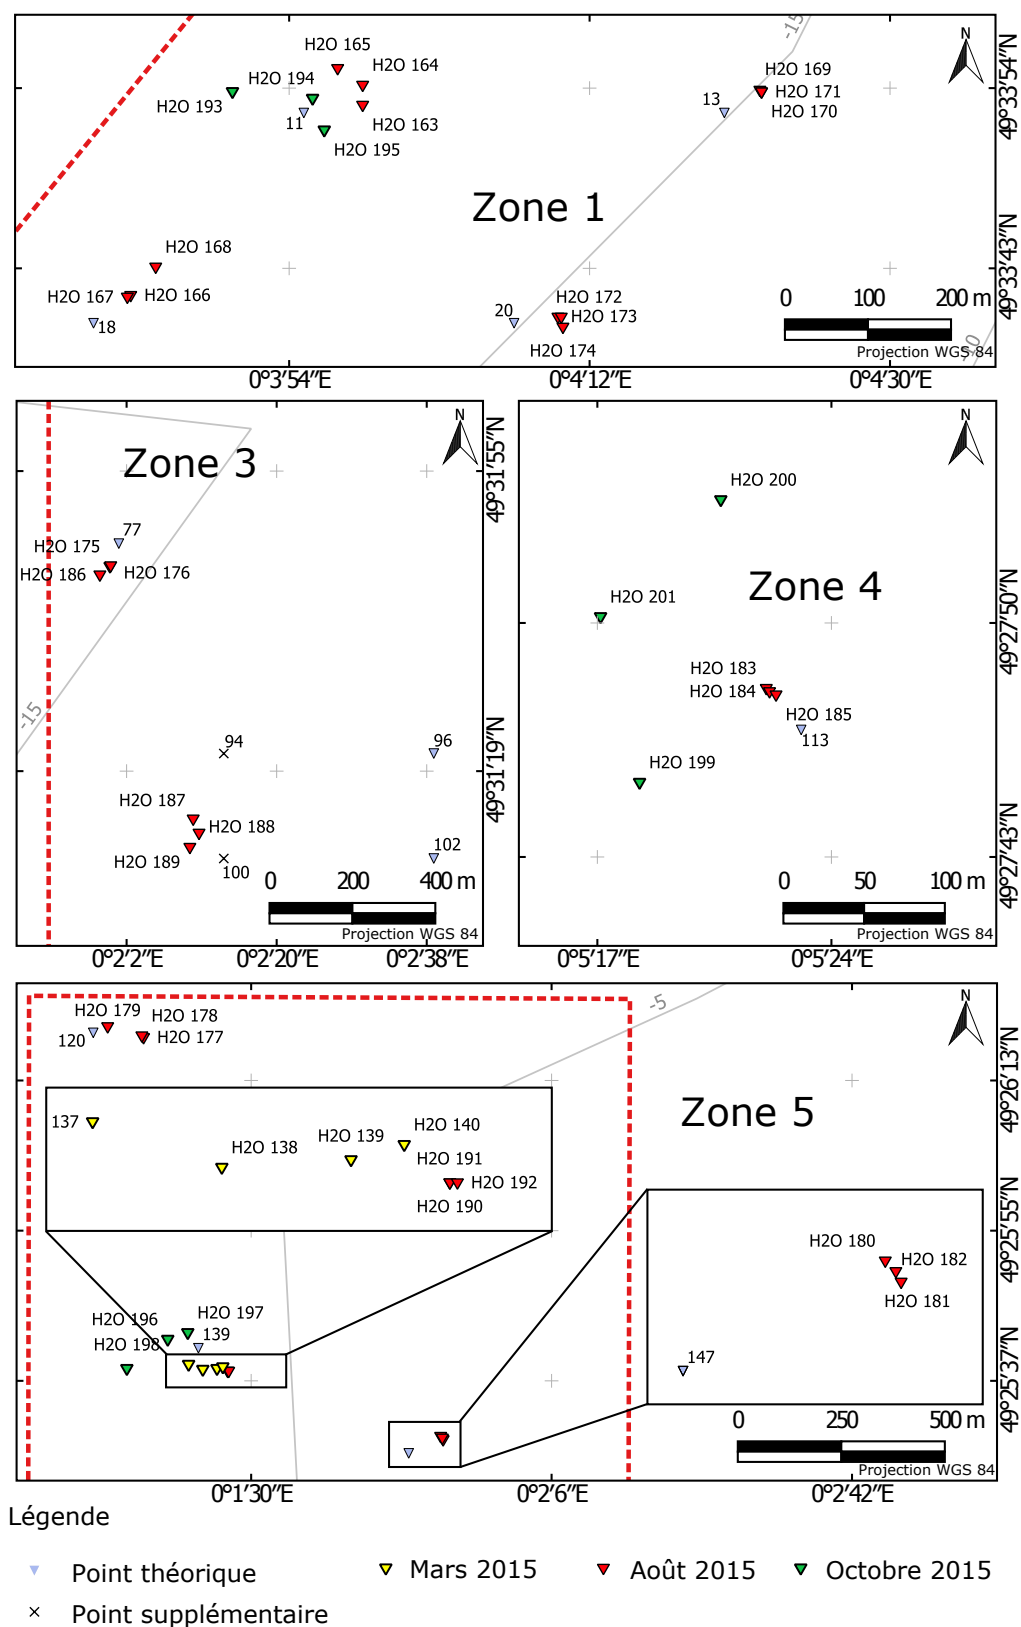 -15
N
H2O 165
H2O 164
H2O 194
H2O 193
11
H2O 163
H2O 195
H2O 169
H2O 171
H2O 170
13
49°33'54"N
Zone 1
H2O 168
H2O 167
H2O 166
18
20
H2O 172
H2O 173
H2O 174
49°33'43"N
0 100 200 m
-10
Projection WGS 84
0°3'54"E
0°4'12"E
0°4'30"E
Zone 3
N
49°31'55"N
77
H2O 175
H2O 186
H2O 176
-15
94
96
49°31'19"N
H2O 187
H2O 188
H2O 189
100
102
0 200 400 m
Projection WGS 84
0°2'2"E
0°2'20"E
0°2'38"E
N
H2O 200
Zone 4
H2O 201
49°27'50"N
H2O 183
H2O 184
H2O 185
113
H2O 199
49°27'43"N
0 50 100 m
Projection WGS 84
0°5'17"E
0°5'24"E
-5
N
H2O 179
H2O 178
H2O 177
120
49°26'13"N
Zone 5
137
H2O 138
H2O 139
H2O 140
H2O 191
H2O 192
H2O 190
49°25'55"N
H2O 180
H2O 182
H2O 181
147
H2O 196
H2O 197
H2O 198
139
49°25'37"N
0 250 500 m
Projection WGS 84
0°1'30"E
0°2'6"E
0°2'42"E
Légende
Point théorique
Mars 2015
Août 2015
Octobre 2015
Point supplémentaire